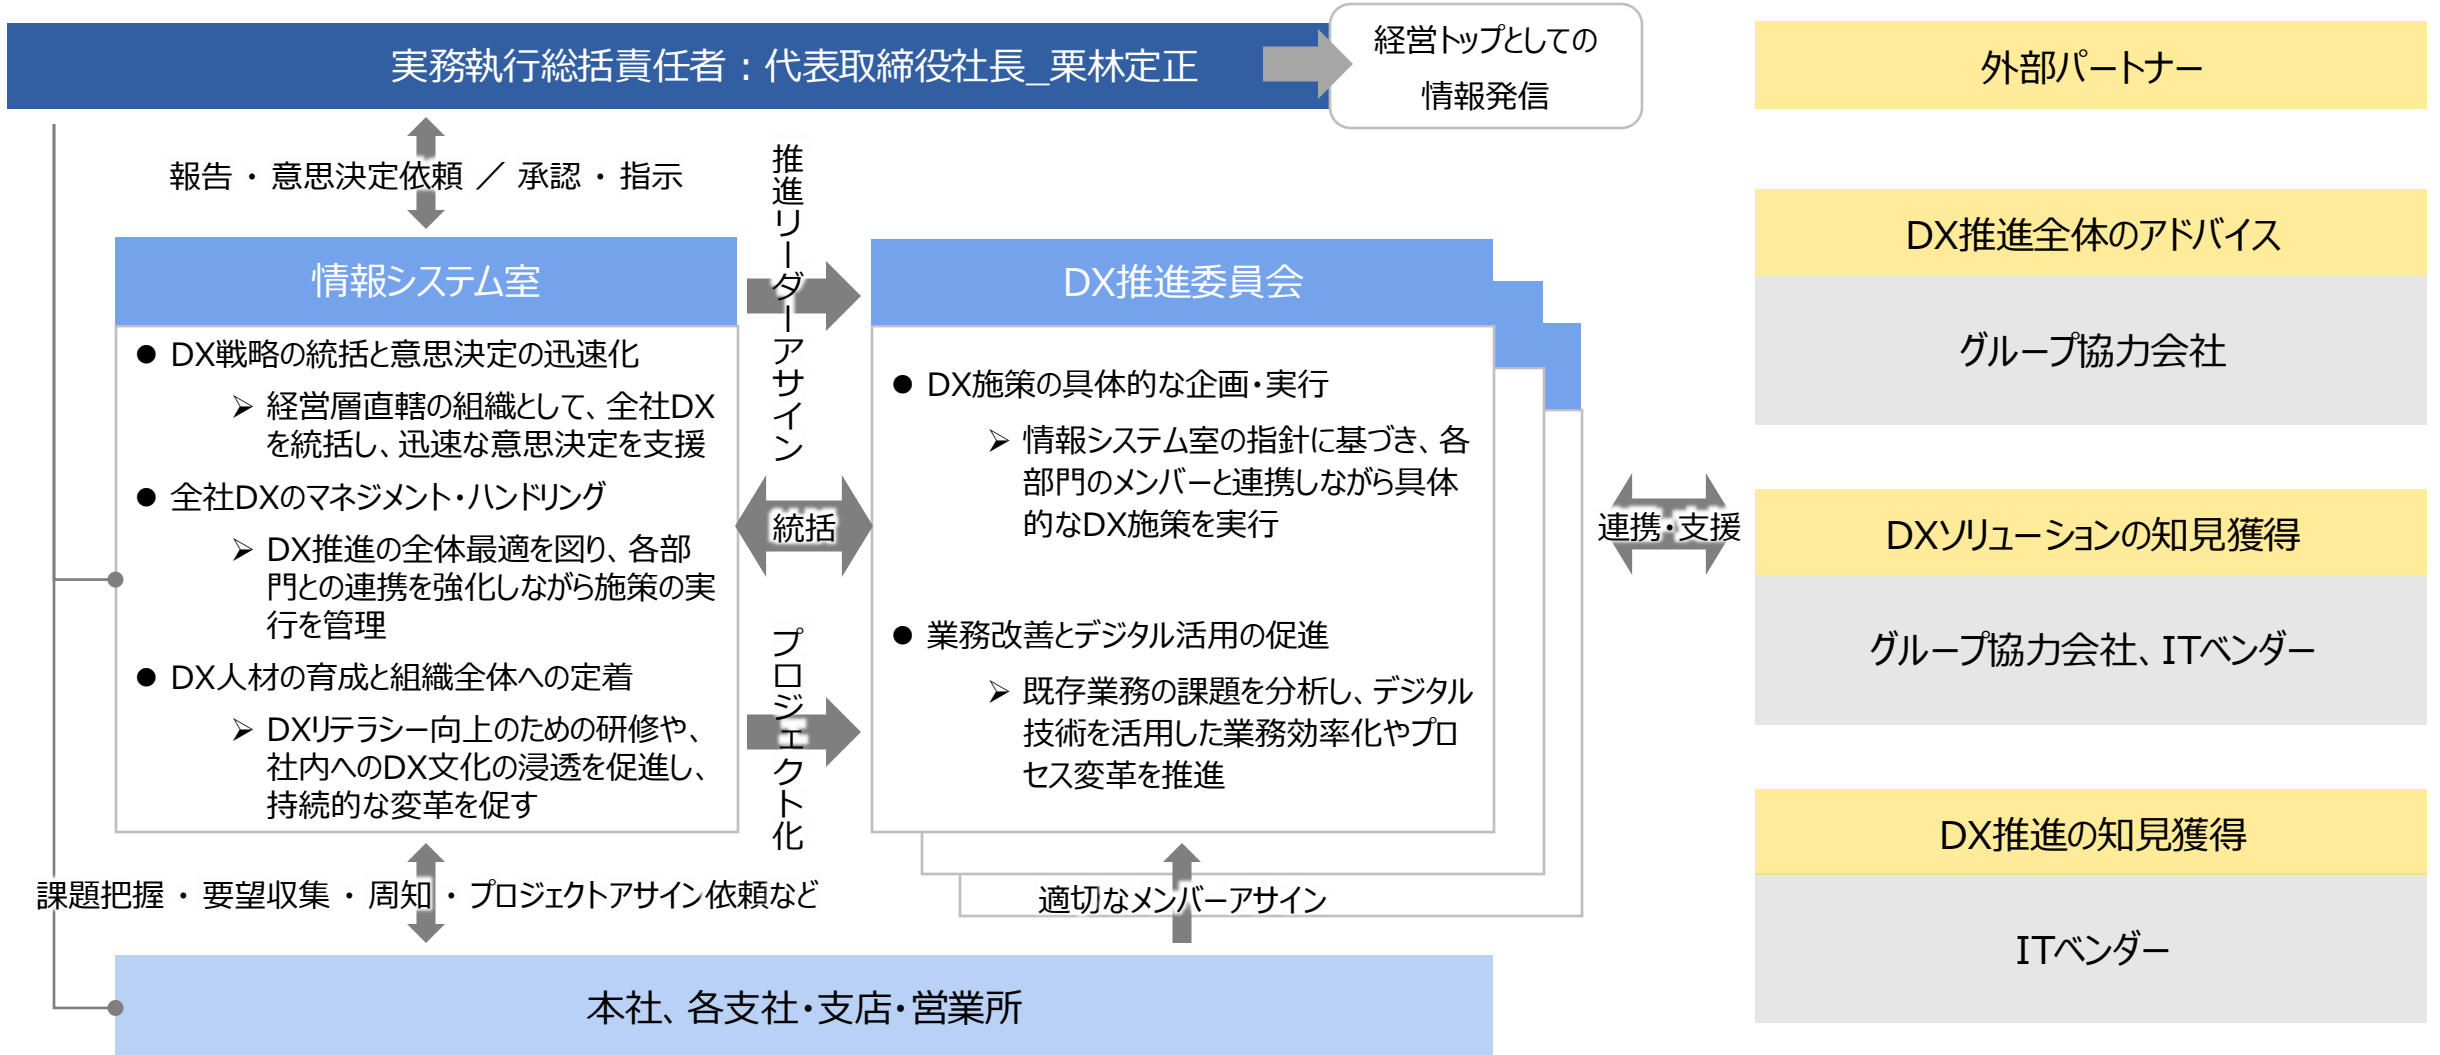 実務執行総括責任者：代表取締役社長_栗林定正
経営トップとしての
情報発信
外部パートナー
報告 ・ 意思決定依頼 ／ 承認 ・ 指示
推進リーダーアサイン
情報システム室
● DX戦略の統括と意思決定の迅速化
➢ 経営層直轄の組織として、全社DX
を統括し、迅速な意思決定を支援
● 全社DXのマネジメント・ハンドリング
➢ DX推進の全体最適を図り、各部
門との連携を強化しながら施策の実
行を管理
● DX人材の育成と組織全体への定着
➢ DXリテラシー向上のための研修や、
社内へのDX文化の浸透を促進し、
持続的な変革を促す
統括
プロジェクト化
DX推進委員会
● DX施策の具体的な企画・実行
➢ 情報システム室の指針に基づき、各
部門のメンバーと連携しながら具体
的なDX施策を実行
● 業務改善とデジタル活用の促進
➢ 既存業務の課題を分析し、デジタル
技術を活用した業務効率化やプロ
セス変革を推進
連携・支援
DX推進全体のアドバイス
グループ協力会社
DXソリューションの知見獲得
グループ協力会社、ITベンダー
DX推進の知見獲得
ITベンダー
課題把握 ・ 要望収集 ・ 周知 ・ プロジェクトアサイン依頼など
適切なメンバーアサイン
本社、各支社・支店・営業所